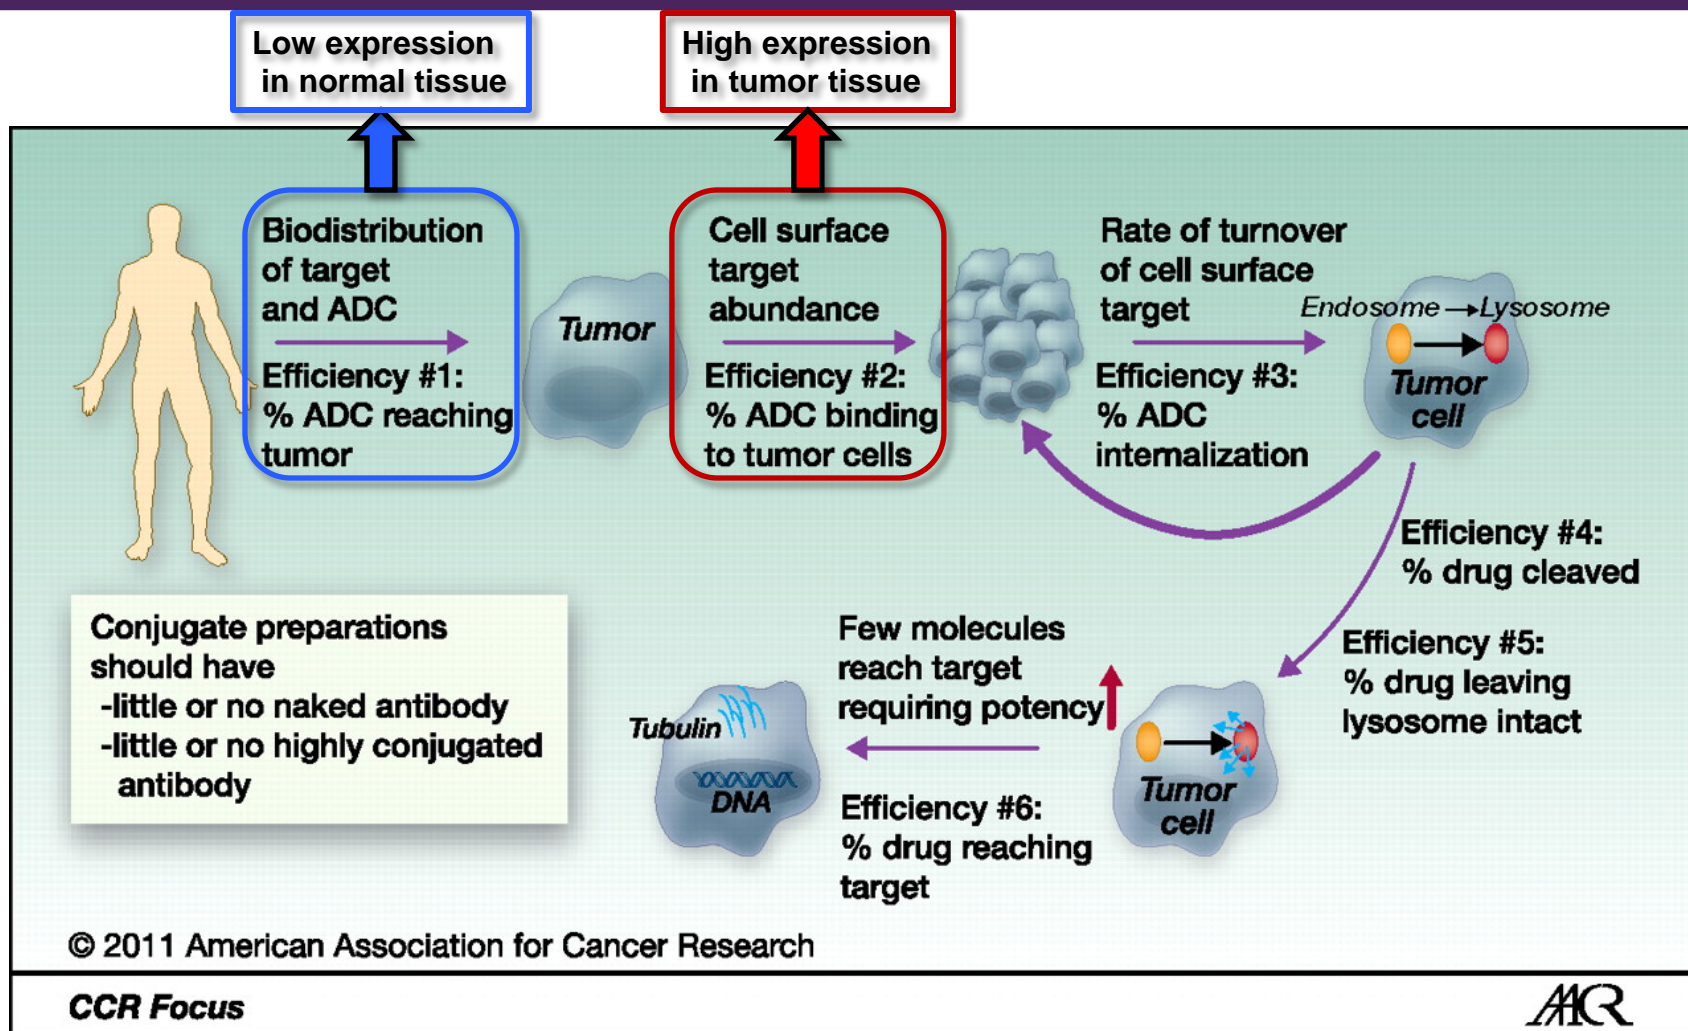 Low expression
in normal tissue
High expression
in tumor tissue
Biodistribution
of target
and ADC
Efficiency #1:
% ADC reaching
tumor
Tumor
Cell surface
target
abundance
Efficiency #2:
% ADC binding
to tumor cells
Rate of turnover
of cell surface
target
Efficiency #3:
% ADC
internalization
Endosome
Lysosome
Tumor
cell
Efficiency #4:
% drug cleaved
Efficiency #5:
% drug leaving
lysosome intact
Tumor
cell
Few molecules
reach target
requiring potency
Efficiency #6:
% drug reaching
target
Tubulin
DNA
Conjugate preparations
should have
-little or no naked antibody
-little or no highly conjugated
antibody
© 2011 American Association for Cancer Research
CCR Focus
AACR